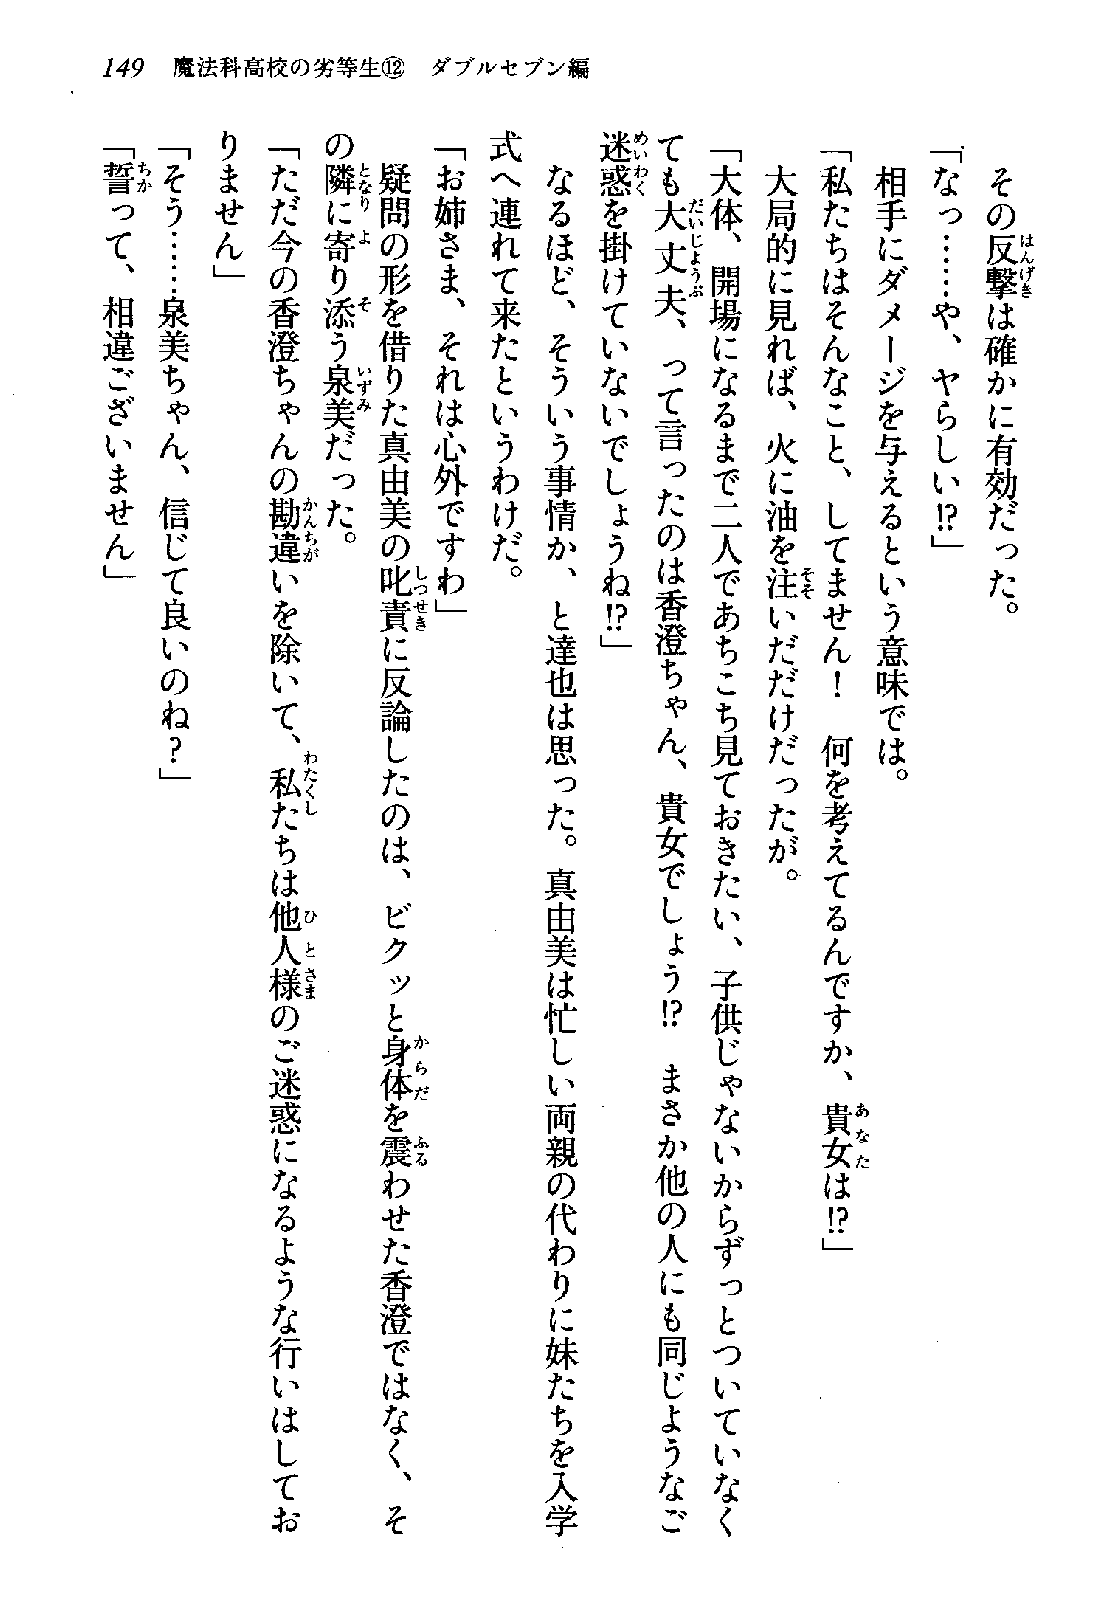 149　魔法科高校の劣等生⑫　ダブルセブン編
　その反撃は確かに有効だった。
「なっ……や、ヤらしい!?」
　相手にダメージを与えるという意味では。
「私たちはそんなこと、してません！　何を考えてるんですか、貴女は!?」
　大局的に見れば、火に油を注いだだけだったが。
「大体、開場になるまで二人であちこち見ておきたい、子供じゃないからずっとついていなく
ても大丈夫、って言ったのは香澄ちゃん、貴女でしょう!?　まさか他の人にも同じようなご
迷惑を掛けていないでしょうね!?」
　なるほど、そういう事情か、と達也は思った。真由美は忙しい両親の代わりに妹たちを入学
式へ連れて来たというわけだ。
「お姉さま、それは心外ですわ」
　疑問の形を借りた真由美の叱責に反論したのは、ビクッと身体を震わせた香澄ではなく、そ
の隣に寄り添う泉美だった。
「ただ今の香澄ちゃんの勘違いを除いて、私たちは他人様のご迷惑になるような行いはしてお
りません」
「そう……泉美ちゃん、信じて良いのね？」
「誓って、相違ございません」